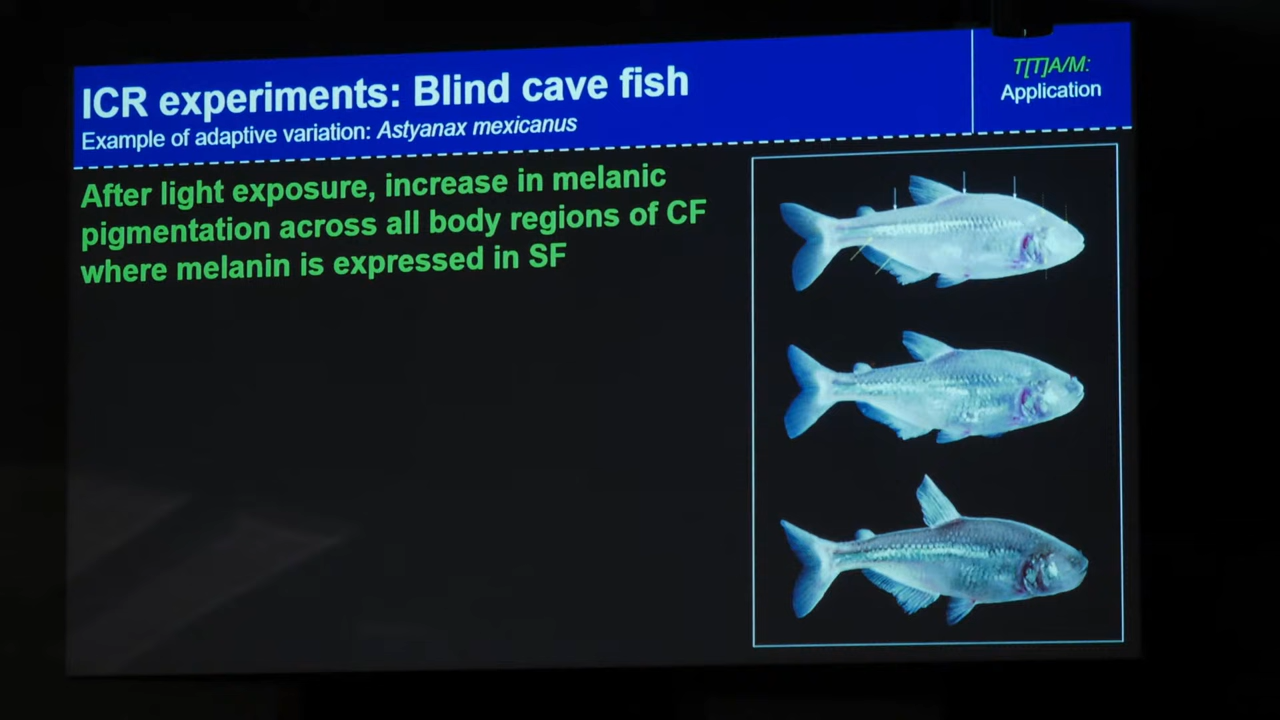 ICR experiments: Blind cave fish
Example of adaptive variation: Astyanax mexicanus
T[T]A/M:
Application
After light exposure, increase in melanic
pigmentation across all body regions of CF
where melanin is expressed in SF